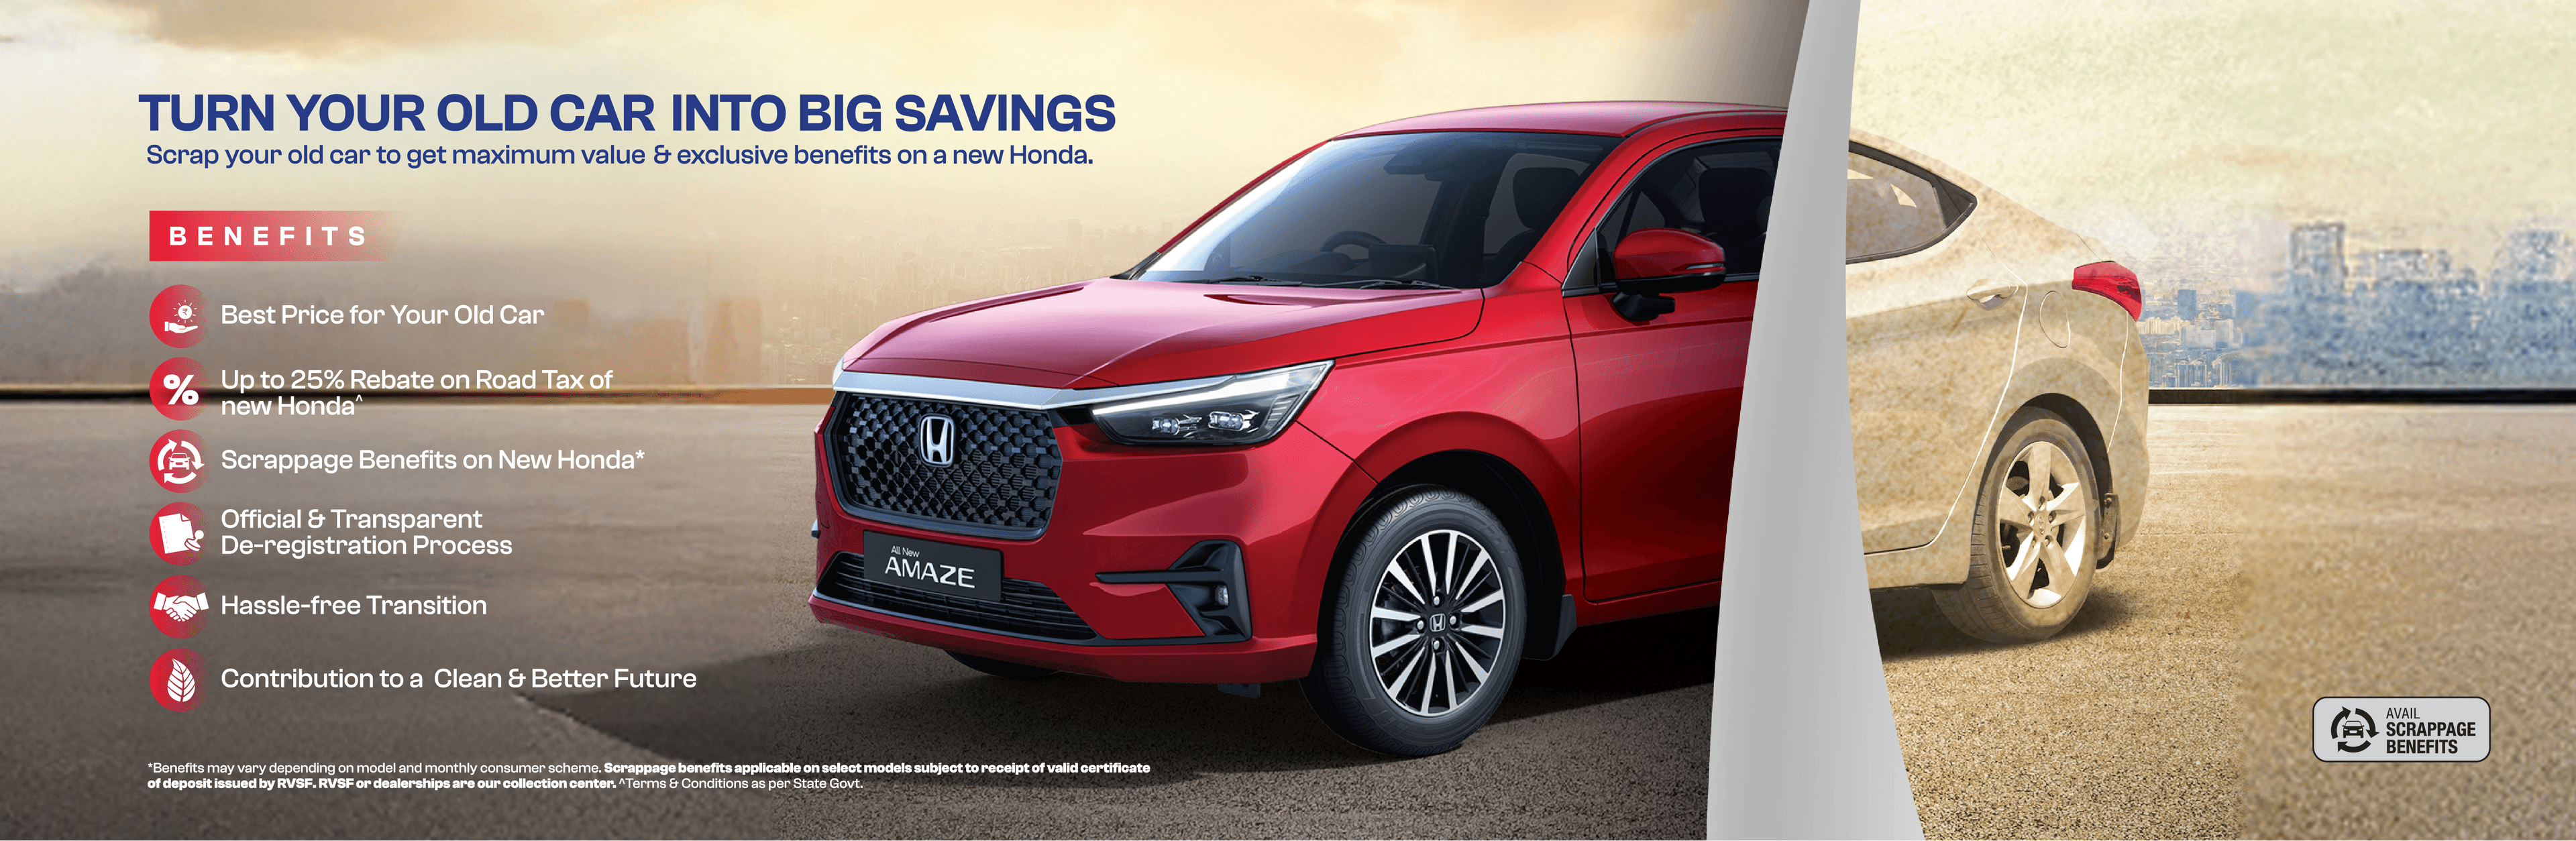 TURN YOUR OLD CAR INTO BIG SAVINGS
Scrap your old car to get maximum value & exclusive benefits on a new Honda.
BENEFITS
Best Price for Your Old Car
Up to 25% Rebate on Road Tax of
new Honda^
Scrappage Benefits on New Honda*
Official & Transparent
De-registration Process
Hassle-free Transition
Contribution to a Clean & Better Future
*Benefits may vary depending on model and monthly consumer scheme. Scrappage benefits applicable on select models subject to receipt of valid certificate
of deposit issued by RVSF. RVSF or dealerships are our collection center. ^Terms & Conditions as per State Govt.
All New
AMAZE
AVAIL
SCRAPPAGE
BENEFITS